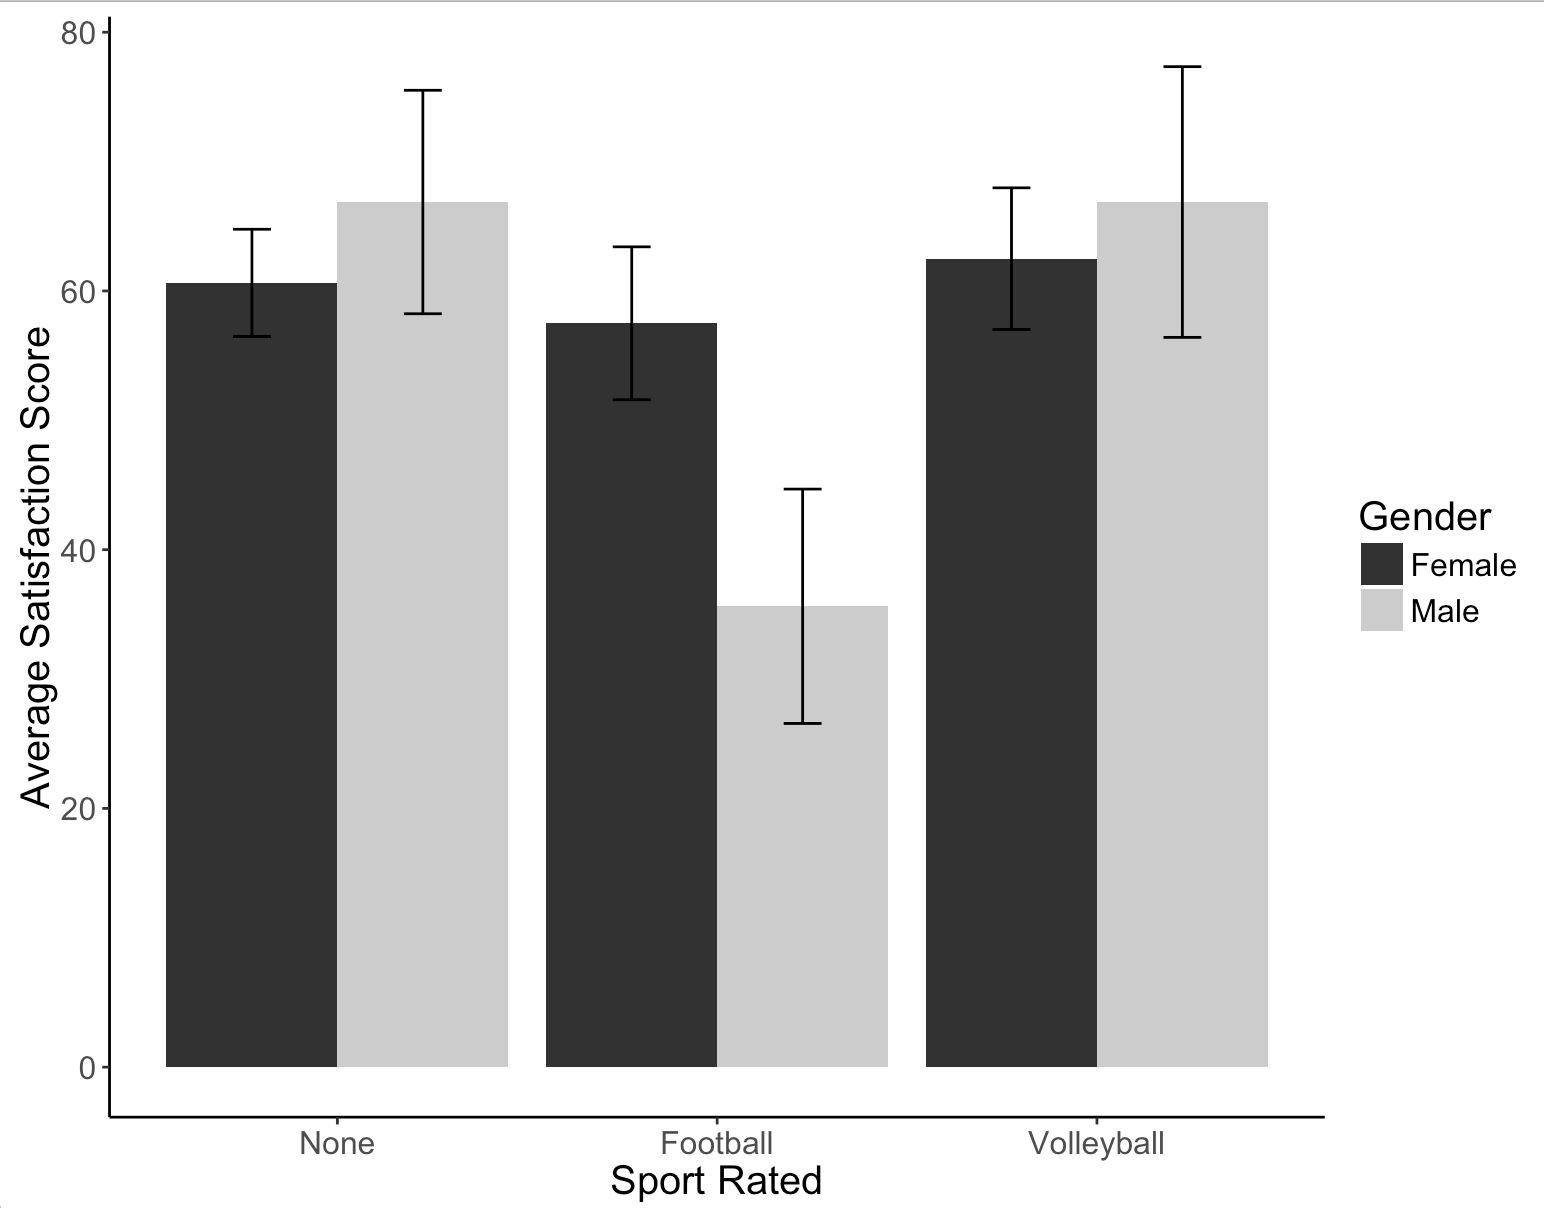 80
60
40
20
0
Average Satisfaction Score
None
Football
Volleyball
Sport Rated
Gender
Female
Male